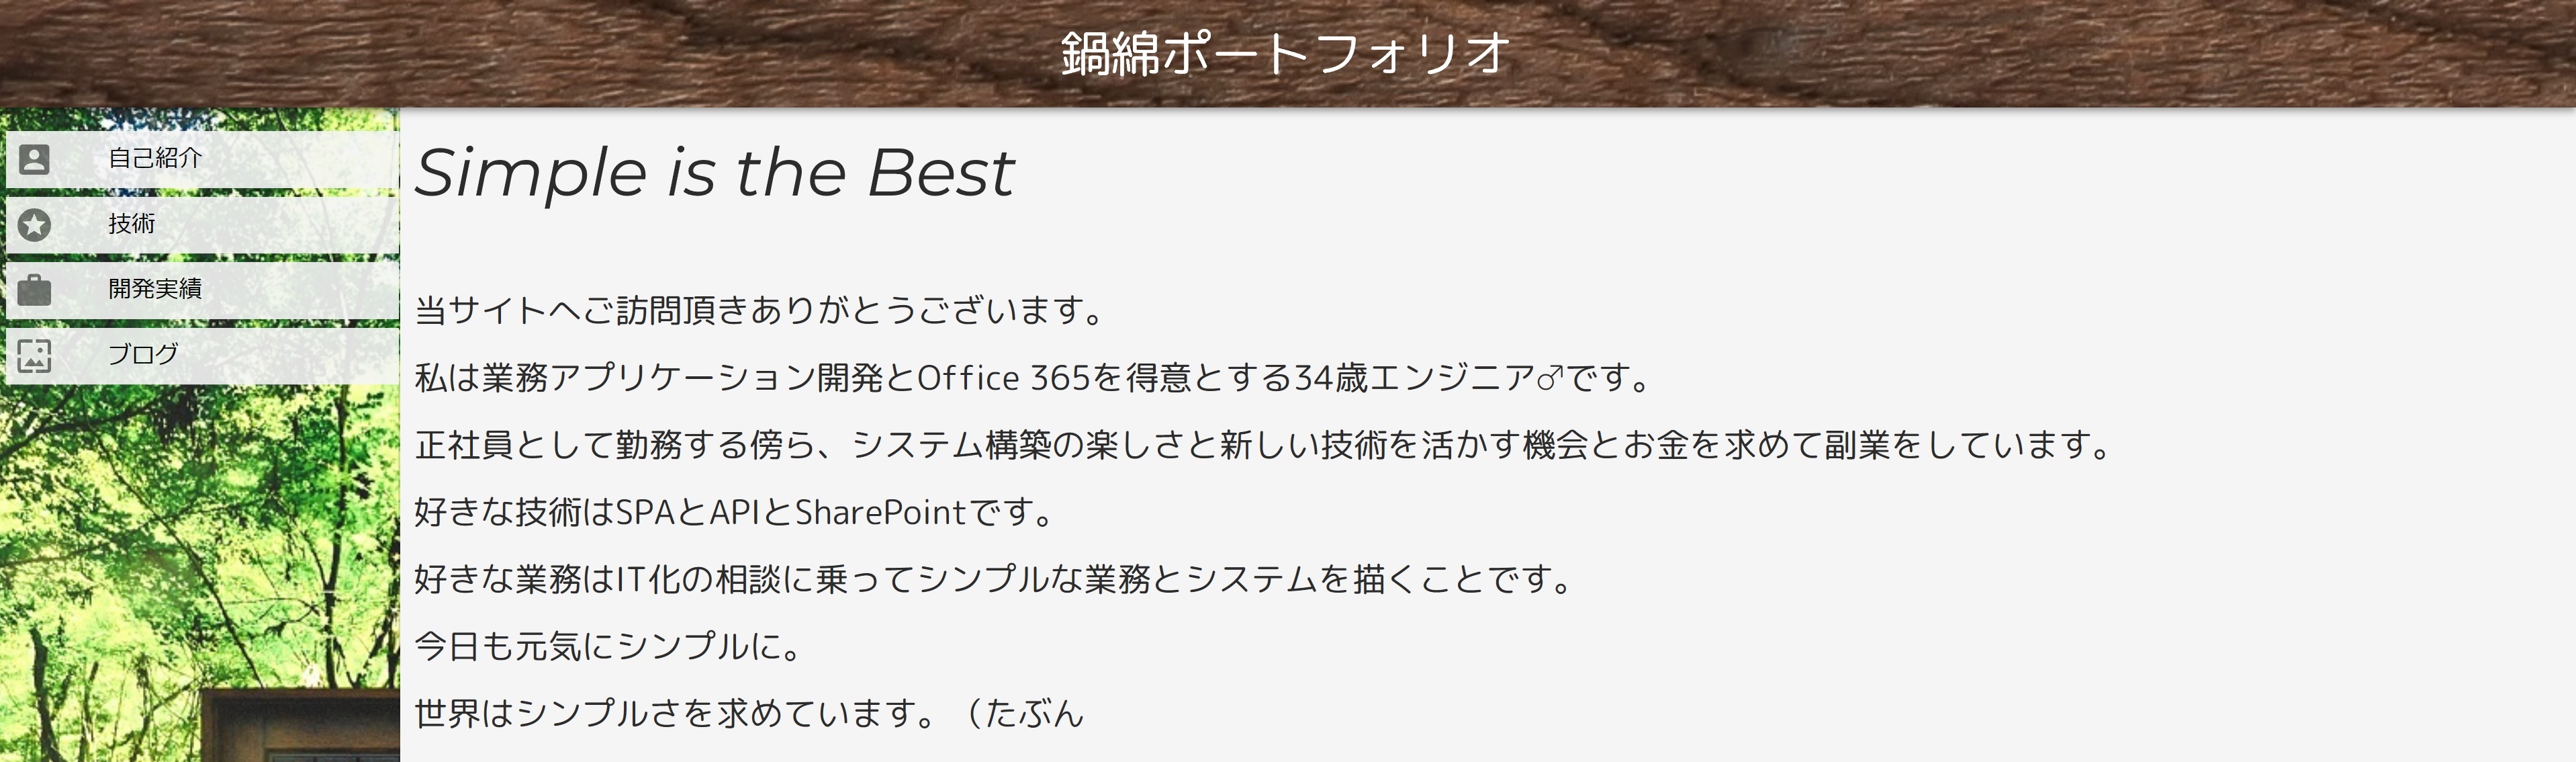 鍋綿ポートフォリオ
自己紹介
技術
開発実績
ブログ
Simple is the Best
当サイトへご訪問頂きありがとうございます。
私は業務アプリケーション開発とOffice 365を得意とする34歳エンジニア♂です。
正社員として勤務する傍ら、システム構築の楽しさと新しい技術を活かす機会とお金を求めて副業をしています。
好きな技術はSPAとAPIとSharePointです。
好きな業務はIT化の相談に乗ってシンプルな業務とシステムを描くことです。
今日も元気にシンプルに。
世界はシンプルさを求めています。（たぶん